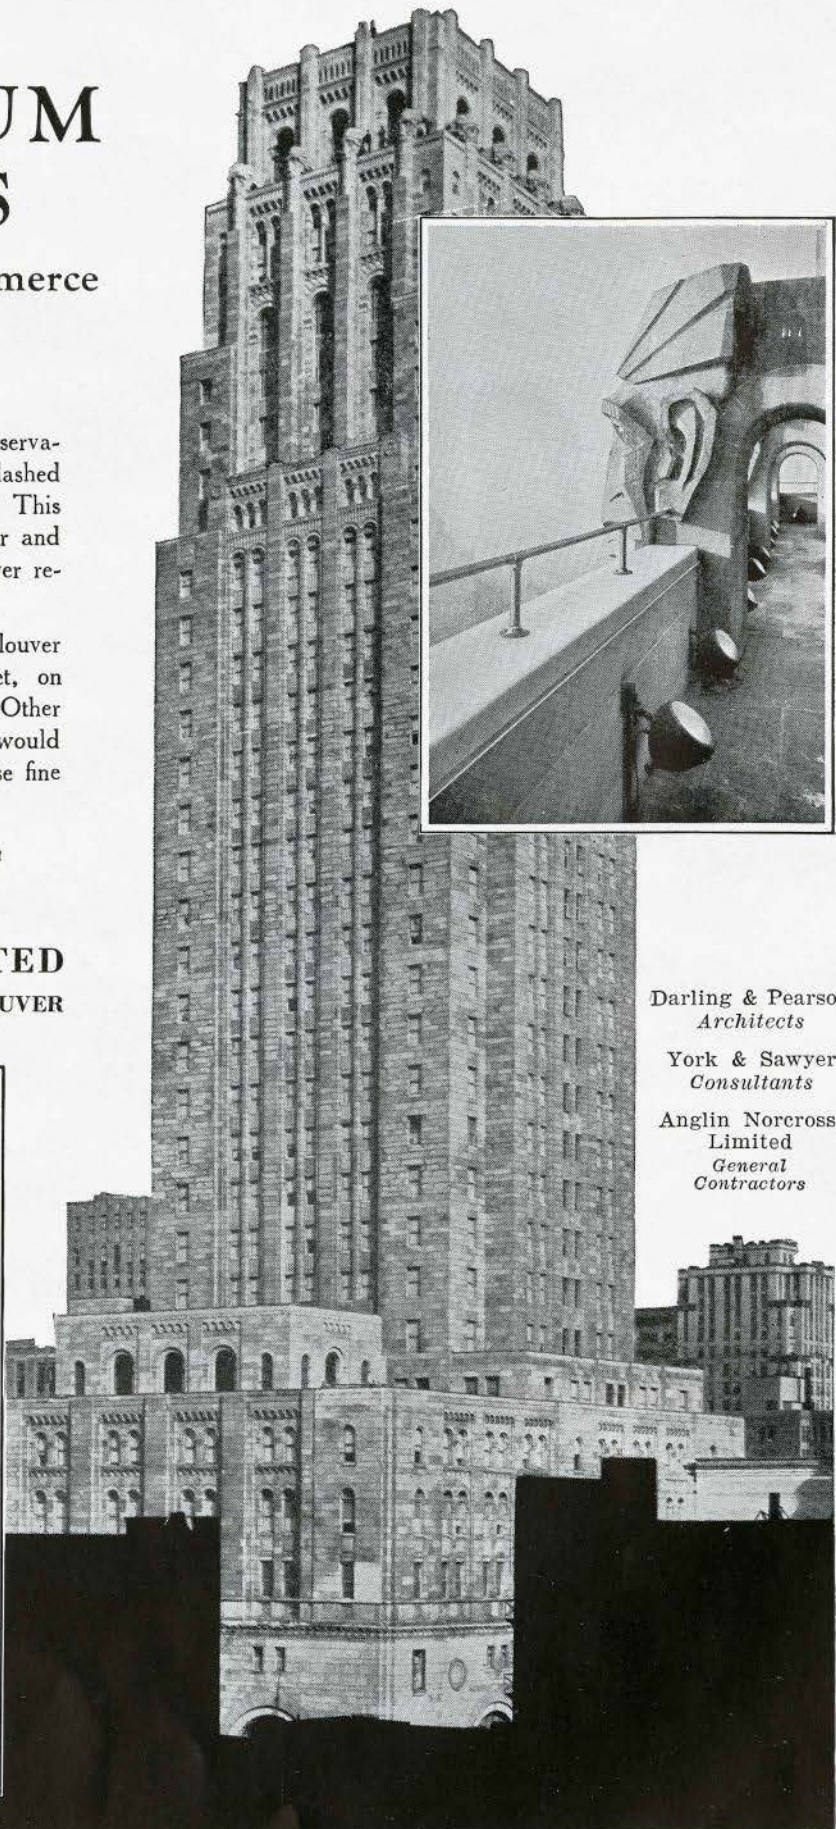 UM
S
merce
serva-
lashed
This
r and
ver re-
louver
et, on
Other
would
se fine
TED
OUVER
Darling & Pearso
Architects
York & Sawyer
Consultants
Anglin Norcross
Limited
General
Contractors